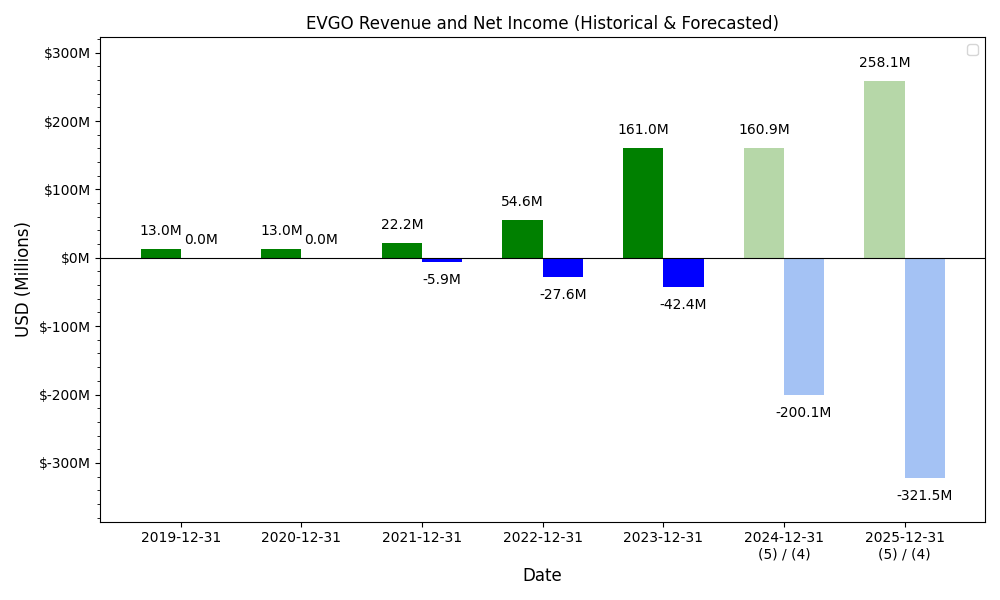 EVGO Revenue and Net Income (Historical & Forecasted)
$300M
$200M
$100M
$0M
$-100M
$-200M
$-300M
USD (Millions)
13.0M
0.0M
13.0M
0.0M
22.2M
-5.9M
54.6M
-27.6M
161.0M
-42.4M
160.9M
-200.1M
258.1M
-321.5M
2019-12-31
2020-12-31
2021-12-31
2022-12-31
2023-12-31
2024-12-31
(5) / (4)
2025-12-31
(5) / (4)
Date